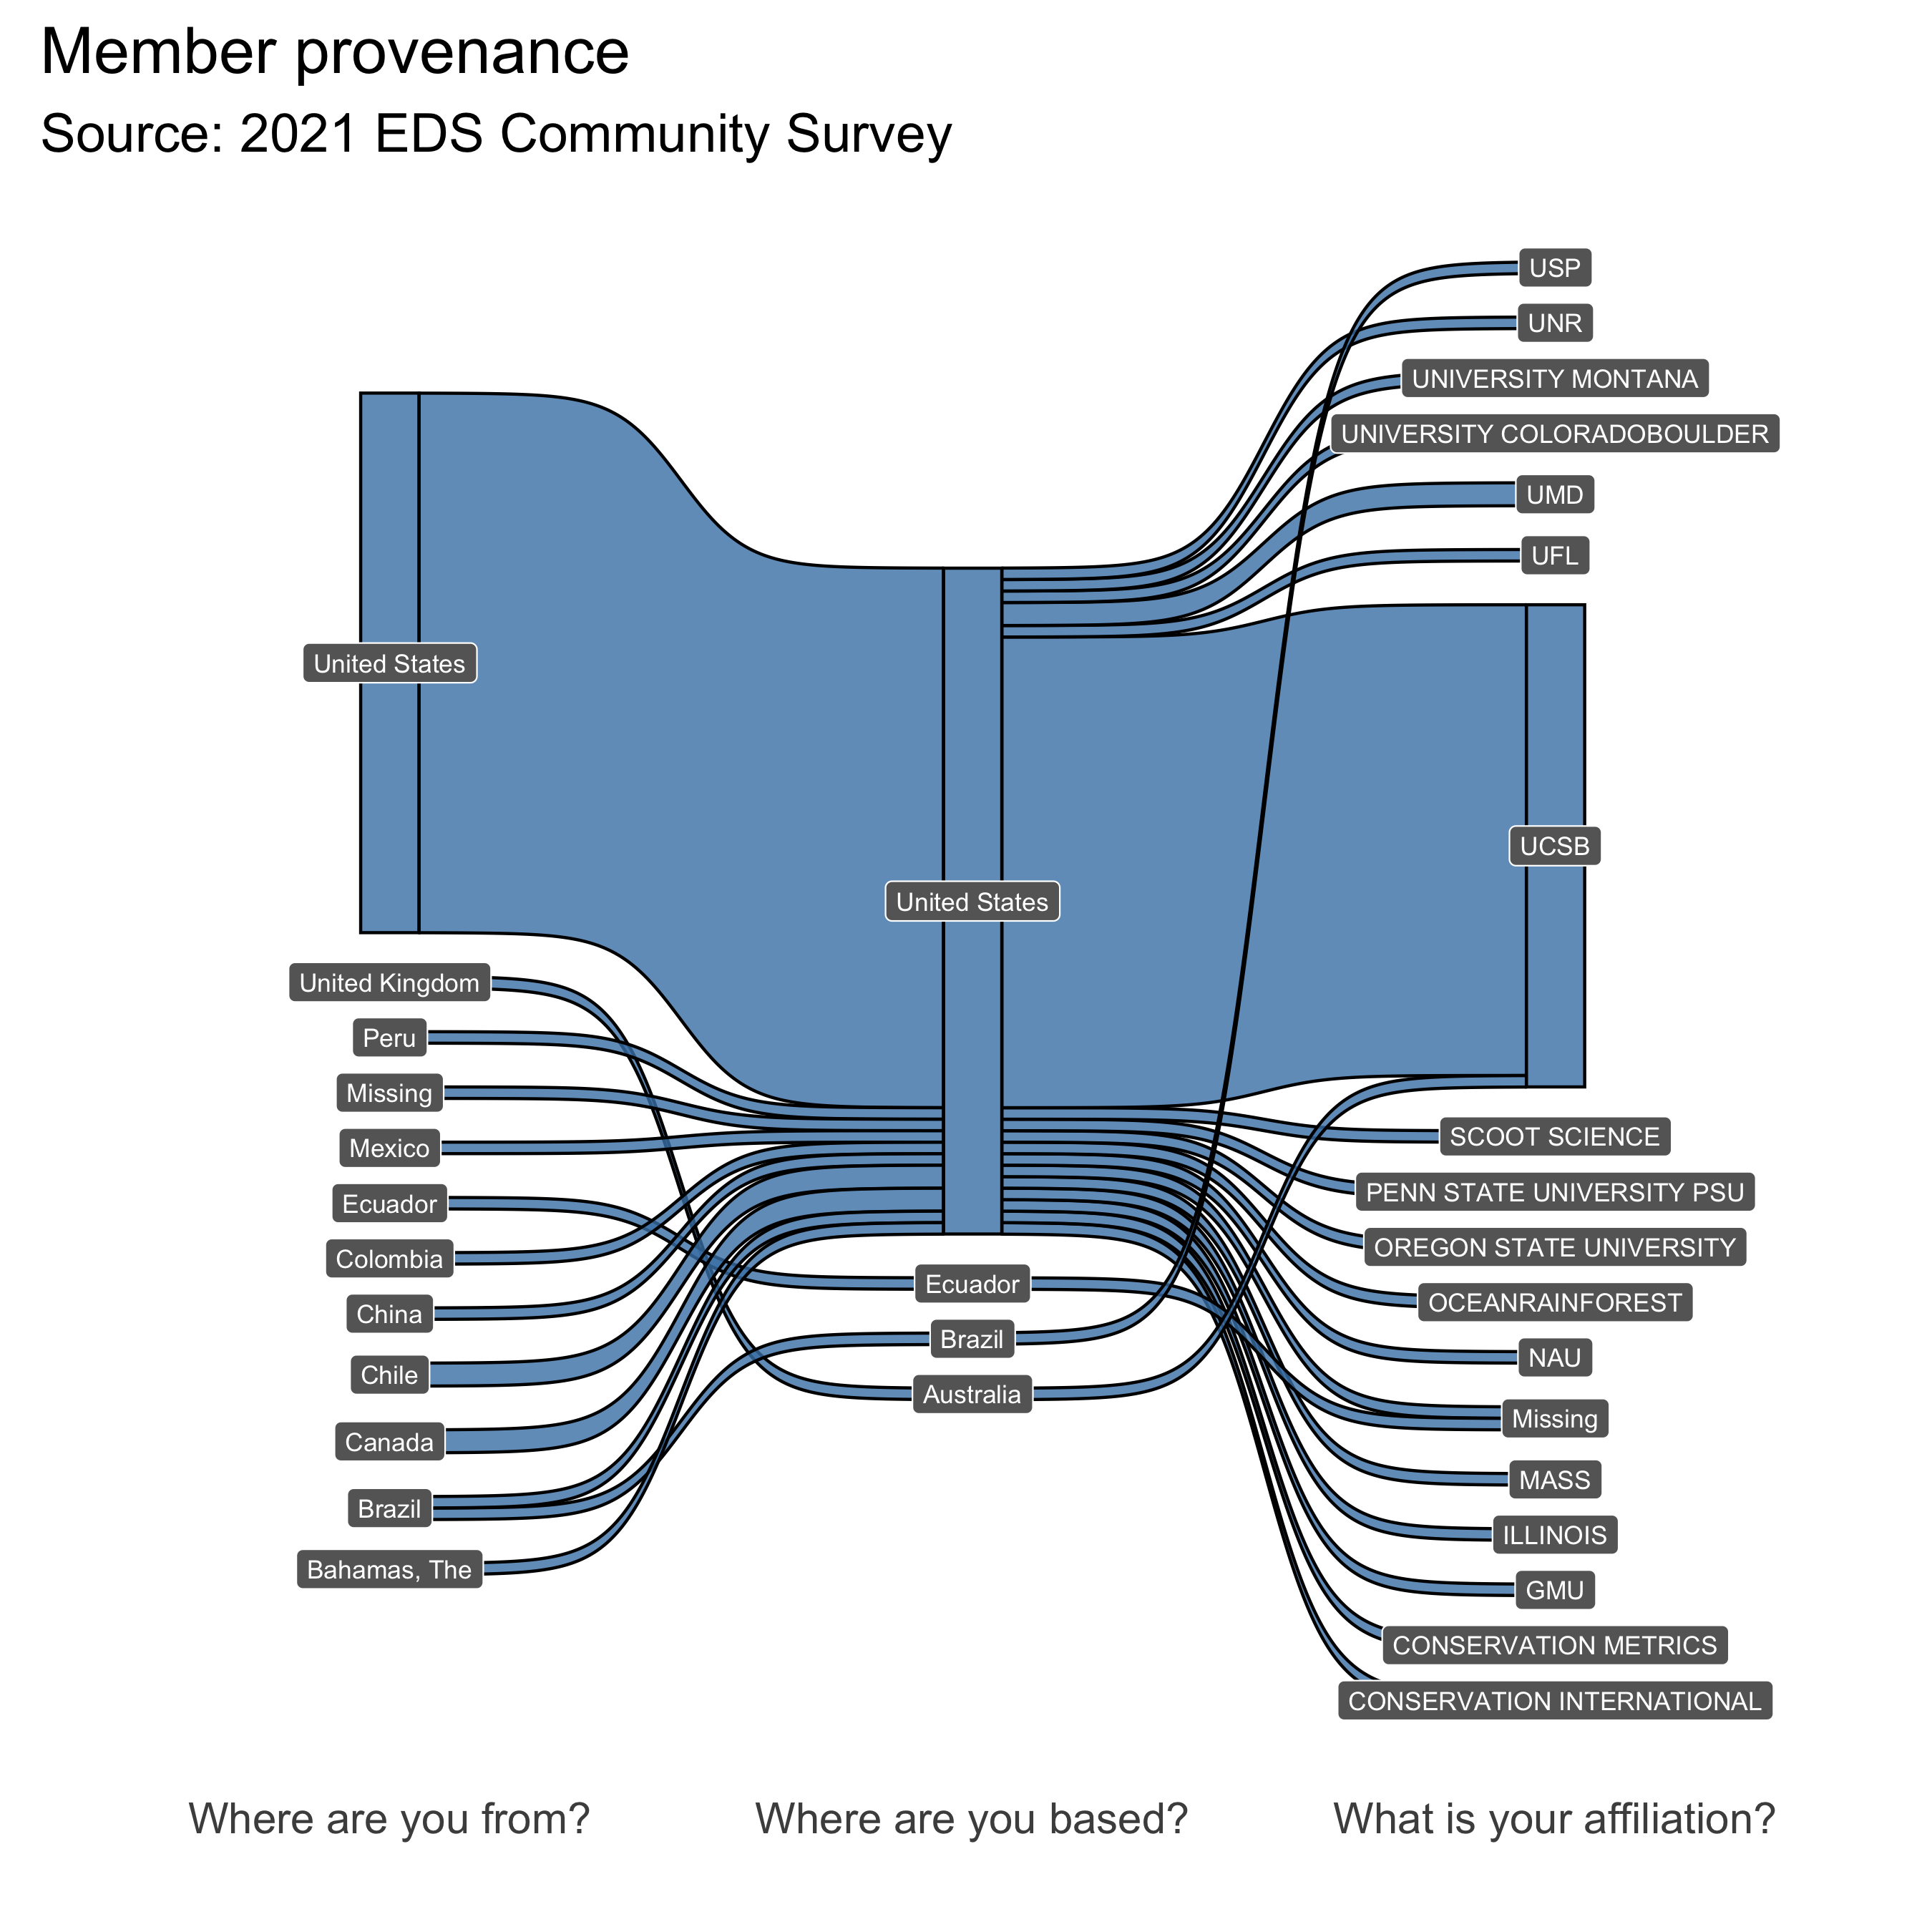 Member provenance
Source: 2021 EDS Community Survey
United States
United Kingdom
Peru
Missing
Mexico
Ecuador
Colombia
China
Chile
Canada
Brazil
Bahamas, The
United States
Ecuador
Brazil
Australia
USP
UNR
UNIVERSITY MONTANA
UNIVERSITY COLORADOBOULDER
UMD
UFL
UCSB
SCOOT SCIENCE
PENN STATE UNIVERSITY PSU
OREGON STATE UNIVERSITY
OCEANRAINFOREST
NAU
Missing
MASS
ILLINOIS
GMU
CONSERVATION METRICS
CONSERVATION INTERNATIONAL
Where are you from?
Where are you based?
What is your affiliation?